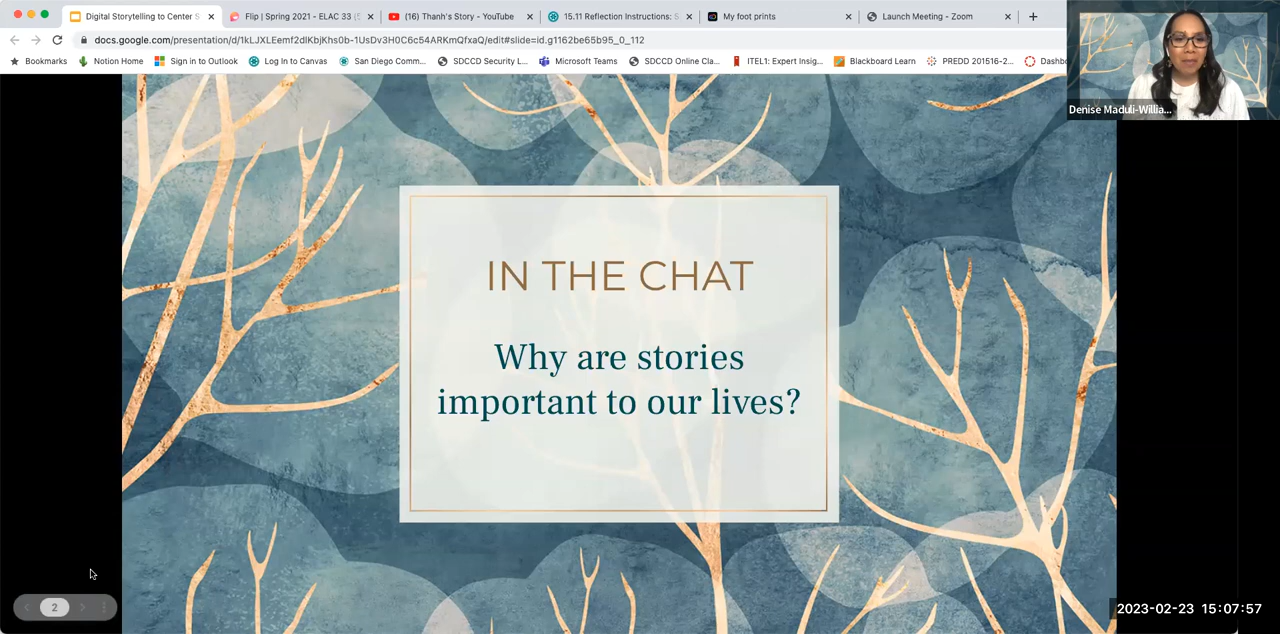 Digital Storytelling to Center S
Flip | Spring 2021 - ELAC 33 (
(16) Thanh's Story - YouTube
15.11 Reflection Instructions: S
My foot prints
Launch Meeting - Zoom
docs.google.com/presentation/d/1kLJXLEemf2dlKbjKhs0b-1UsDv3H0C6c54ARKmQfxaQ/edit#slide=id.g1162be65b95_0_112
Bookmarks
Notion Home
Sign in to Outlook
Log In to Canvas
San Diego Comm...
SDCCD Security L...
Microsoft Teams
SDCCD Online Cla...
ITEL1: Expert Insig...
Blackboard Learn
PREDD 201516-2...
Dashbo
Denise Maduli-Willia...
IN THE CHAT
Why are stories
important to our lives?
2
2023-02-23 15:07:57